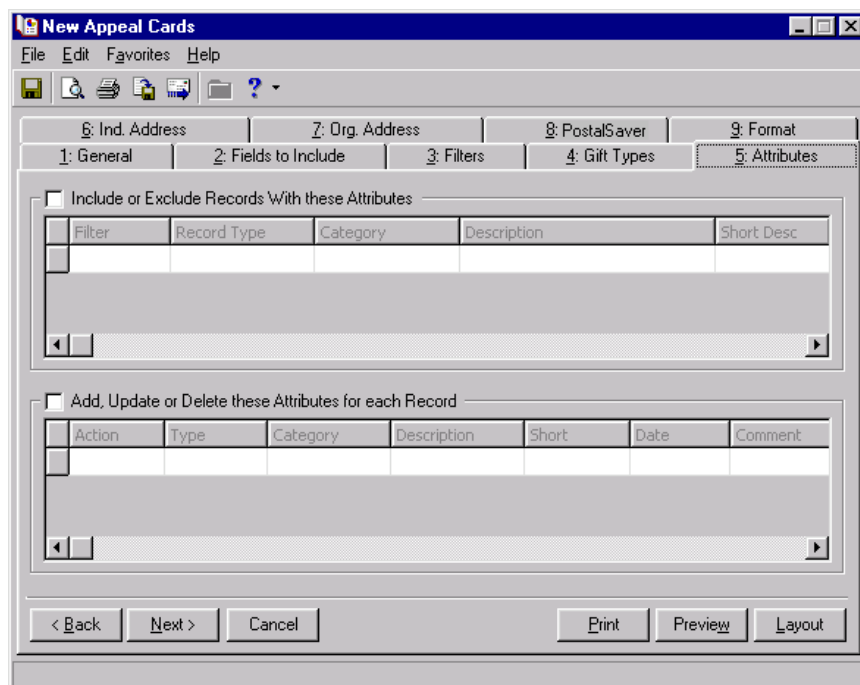 New Appeal Cards
File Edit Favorites Help
?
6: Ind. Address 7: Org. Address 8: PostalSaver 9: Format
1: General 2: Fields to Include 3: Filters 4: Gift Types 5: Attributes
Include or Exclude Records With these Attributes
Filter Record Type Category Description Short Desc
Add, Update or Delete these Attributes for each Record
Action Type Category Description Short Date Comment
< Back Next > Cancel Print Preview Layout